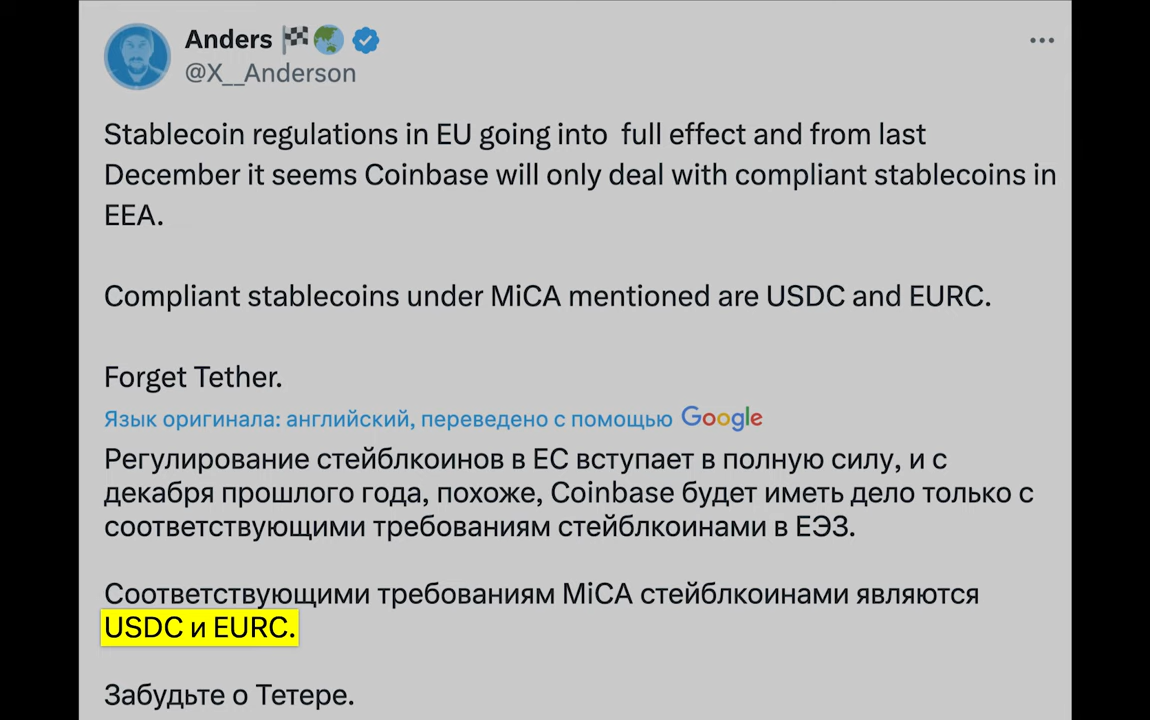 Anders 🏁🌏
@X__Anderson
Stablecoin regulations in EU going into full effect and from last
December it seems Coinbase will only deal with compliant stablecoins in
EEA.
Compliant stablecoins under MiCA mentioned are USDC and EURC.
Forget Tether.
Язык оригинала: английский, переведено с помощью Google
Регулирование стейблкоинов в ЕС вступает в полную силу, и с
декабря прошлого года, похоже, Coinbase будет иметь дело только с
соответствующими требованиям стейблкоинами в ЕЭЗ.
Соответствующими требованиям MiCA стейблкоинами являются
USDC и EURC.
Забудьте о Тетере.